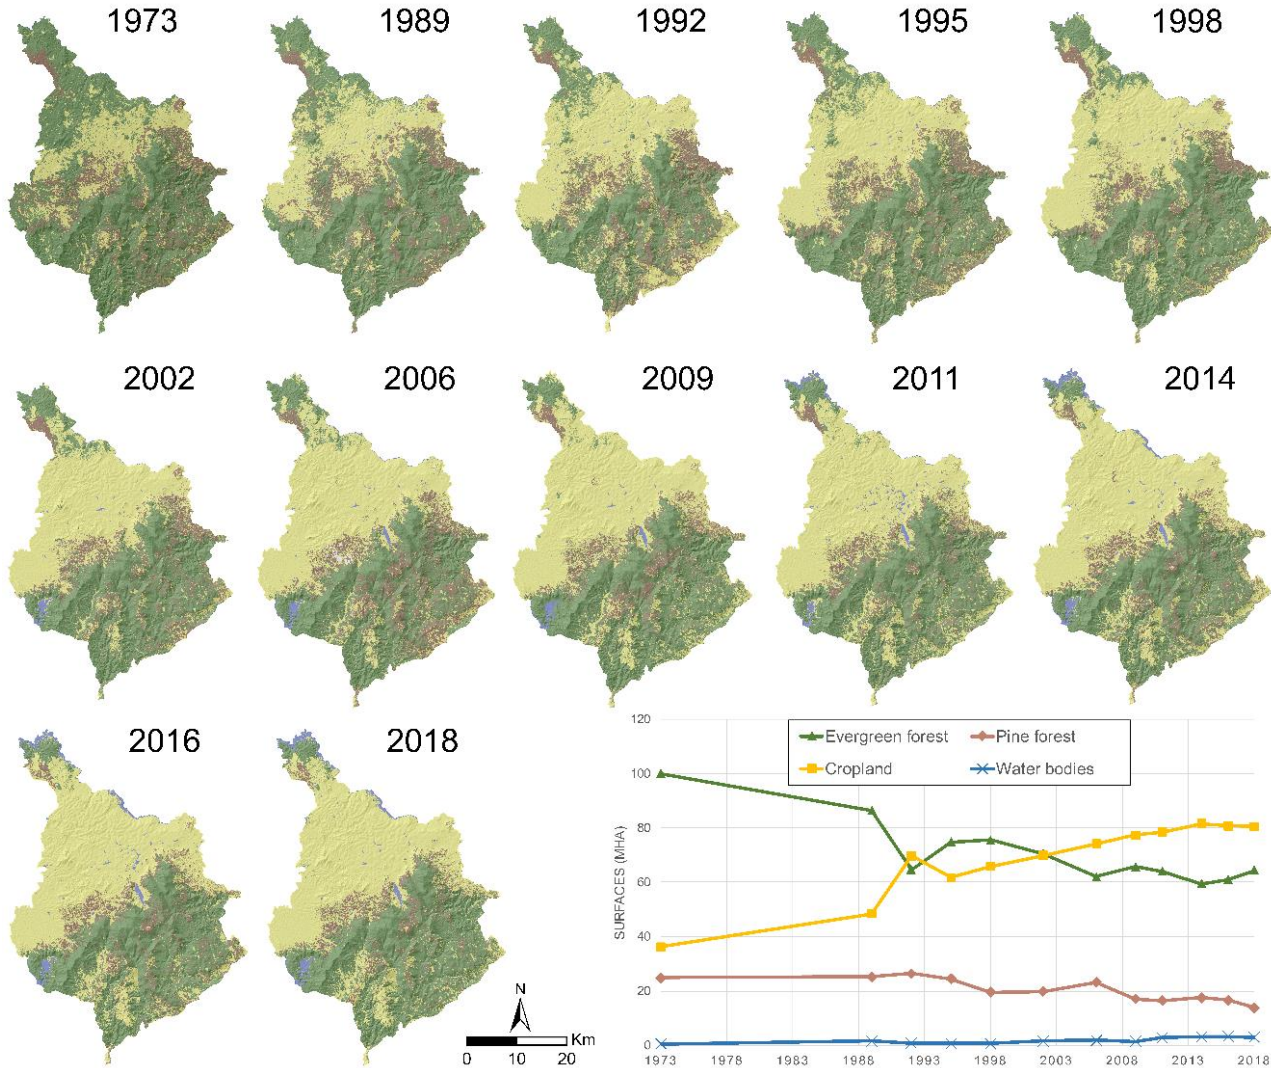 1973 1989 1992 1995 1998
2002 2006 2009 2011 2014
2016 2018
N
Km
0 10 20
Evergreen forest Pine forest
Cropland Water bodies
SURFACES (MHA)
120
100
80
60
40
20
0
1973 1978 1983 1988 1993 1998 2003 2008 2013 2018